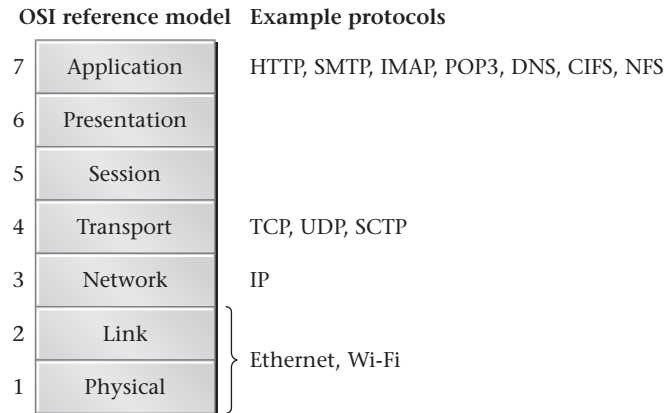 OSI reference model Example protocols
7 Application HTTP, SMTP, IMAP, POP3, DNS, CIFS, NFS
6 Presentation
5 Session
4 Transport TCP, UDP, SCTP
3 Network IP
2 Link
Ethernet, Wi-Fi
1 Physical